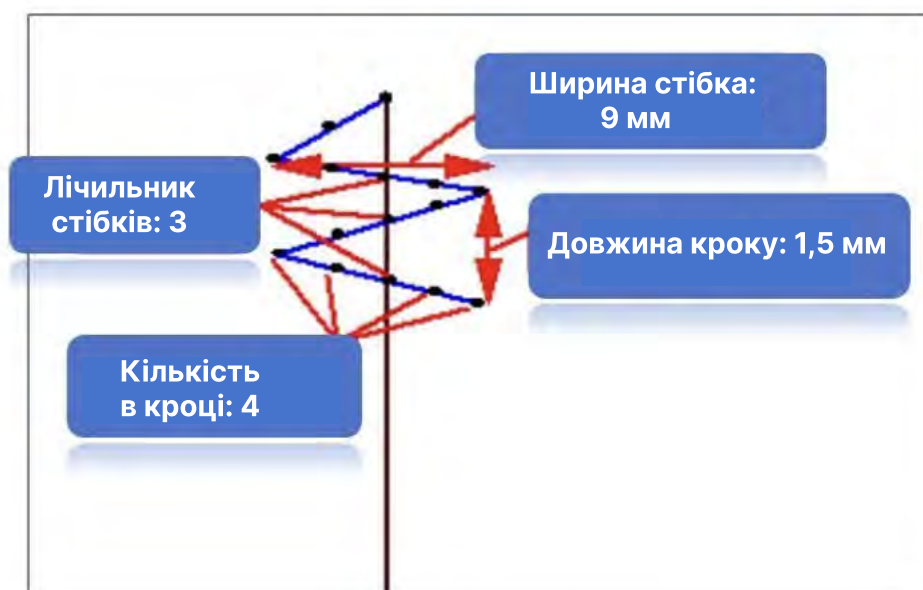 Ширина стібка:
9 мм
Лічильник
стібків: 3
Довжина кроку: 1,5 мм
Кількість
в кроці: 4